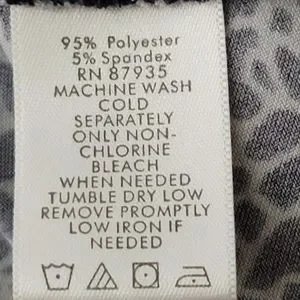 95% Polyester
5% Spandex
RN 87935
MACHINE WASH
COLD
SEPARATELY
ONLY NON-
CHLORINE
BLEACH
WHEN NEEDED
TUMBLE DRY LOW
REMOVE PROMPTLY
LOW IRON IF
NEEDED